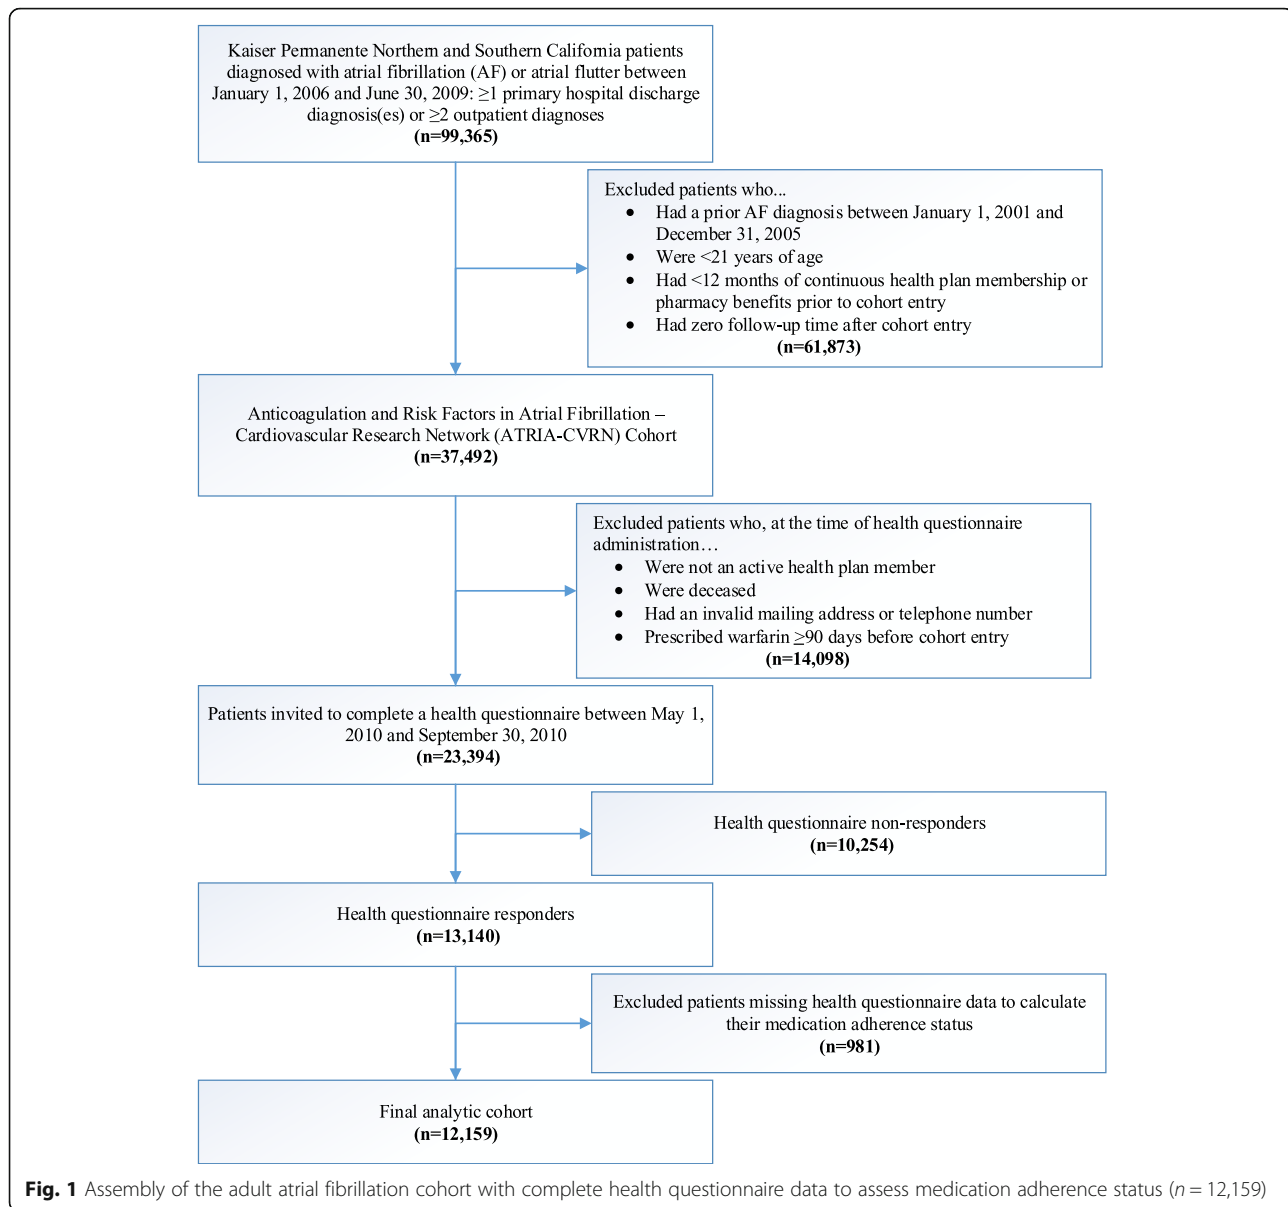 Kaiser Permanente Northern and Southern California patients
diagnosed with atrial fibrillation (AF) or atrial flutter between
January 1, 2006 and June 30, 2009: ≥1 primary hospital discharge
diagnosis(es) or ≥2 outpatient diagnoses
(n=99,365)
Excluded patients who...
• Had a prior AF diagnosis between January 1, 2001 and
December 31, 2005
• Were <21 years of age
• Had <12 months of continuous health plan membership or
pharmacy benefits prior to cohort entry
• Had zero follow-up time after cohort entry
(n=61,873)
Anticoagulation and Risk Factors in Atrial Fibrillation –
Cardiovascular Research Network (ATRIA-CVRN) Cohort
(n=37,492)
Excluded patients who, at the time of health questionnaire
administration…
• Were not an active health plan member
• Were deceased
• Had an invalid mailing address or telephone number
• Prescribed warfarin ≥90 days before cohort entry
(n=14,098)
Patients invited to complete a health questionnaire between May 1,
2010 and September 30, 2010
(n=23,394)
Health questionnaire non-responders
(n=10,254)
Health questionnaire responders
(n=13,140)
Excluded patients missing health questionnaire data to calculate
their medication adherence status
(n=981)
Final analytic cohort
(n=12,159)
Fig. 1 Assembly of the adult atrial fibrillation cohort with complete health questionnaire data to assess medication adherence status (n = 12,159)